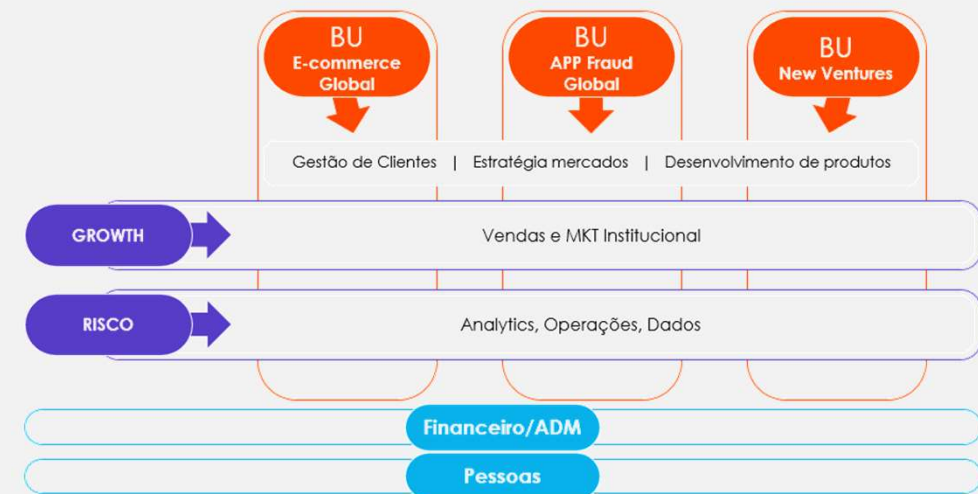 BU
E-commerce
Global
BU
APP Fraud
Global
BU
New Ventures
Gestão de Clientes | Estratégia mercados | Desenvolvimento de produtos
GROWTH
Vendas e MKT Institucional
RISCO
Analytics, Operações, Dados
Financeiro/ADM
Pessoas